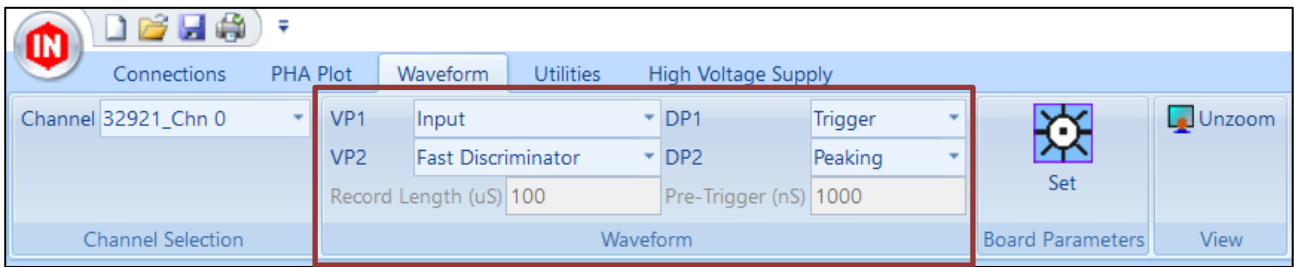 IN
Connections PHA Plot Waveform Utilities High Voltage Supply
Channel 32921_Chn 0 VP1 Input DP1 Trigger Unzoom
VP2 Fast Discriminator DP2 Peaking
Set
Record Length (uS) 100 Pre-Trigger (nS) 1000
Channel Selection Waveform Board Parameters View